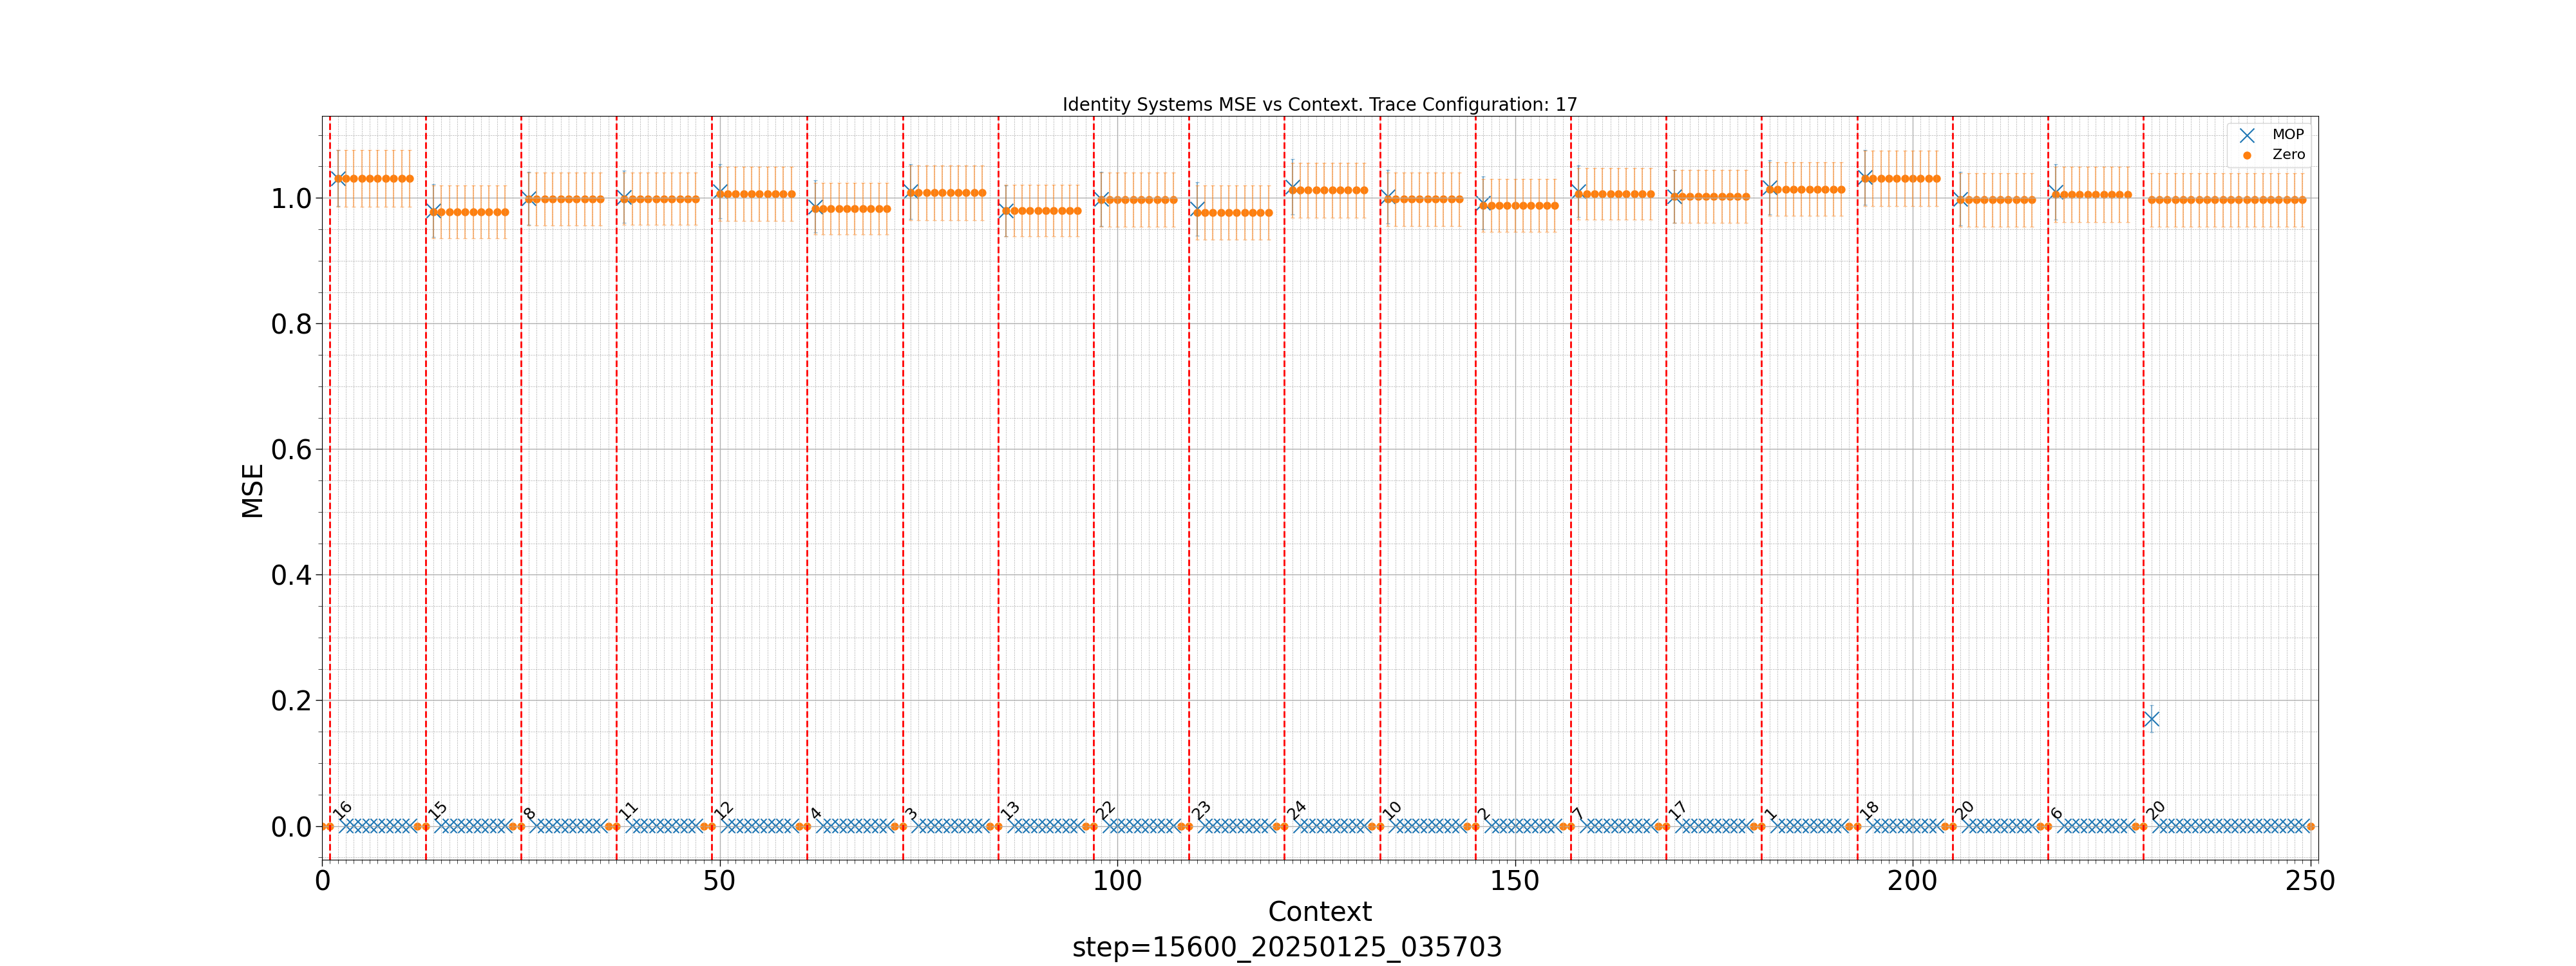 Identity Systems MSE vs Context. Trace Configuration: 17
MOP
Zero
1.0
0.8
0.6
0.4
0.2
0.0
MSE
16 15 8 11 12 4 3 13 22 23 24 10 2 7 17 1 18 20 6 20
0 50 100 150 200 250
Context
step=15600_20250125_035703